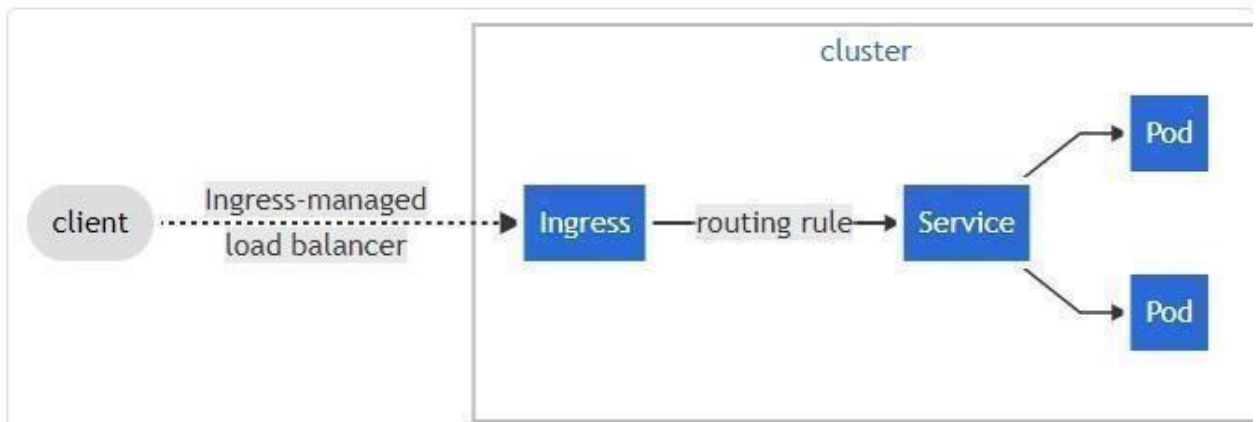 cluster
Pod
Ingress-managed
client
Ingress
routing rule
Service
load balancer
Pod